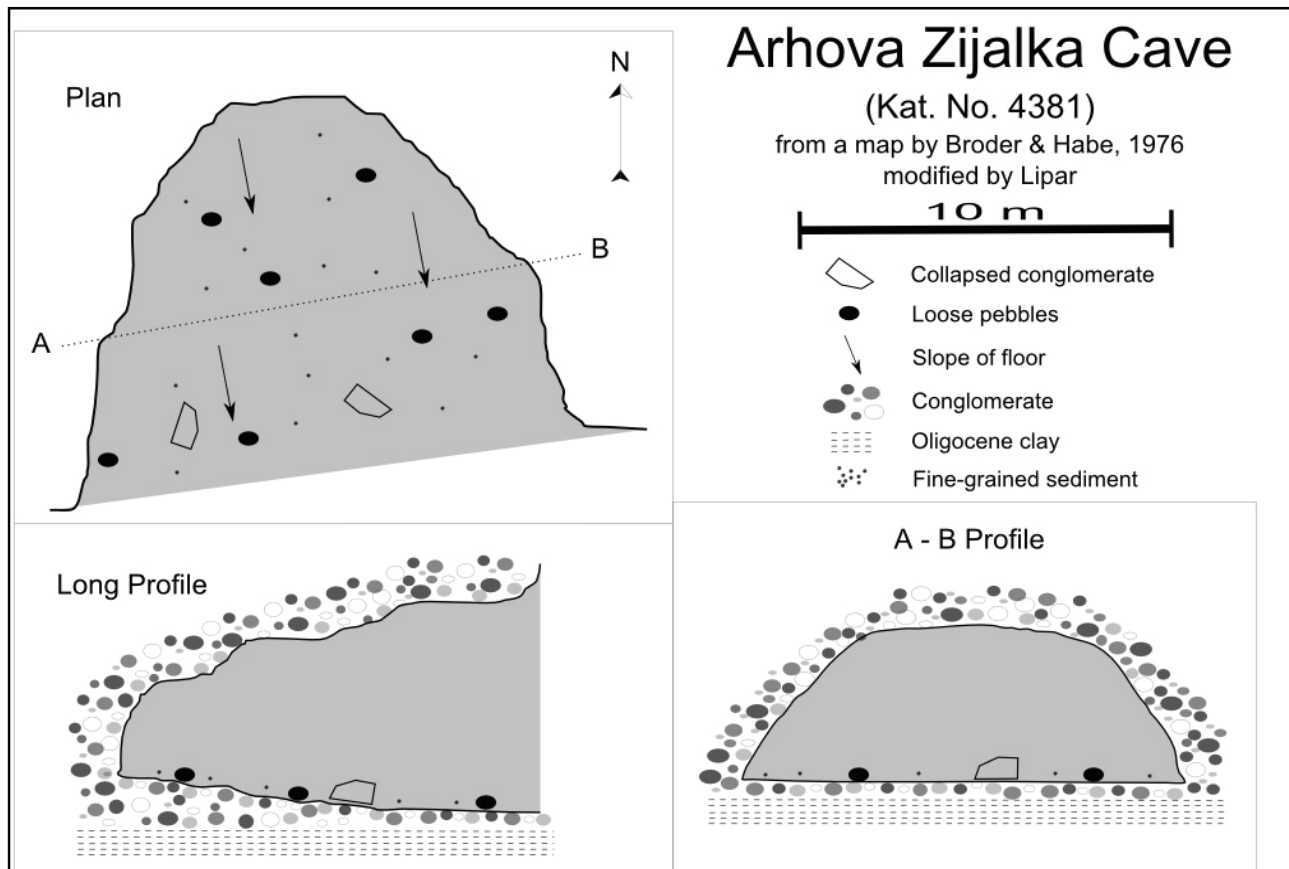 Arhova Zijalka Cave
(Kat. No. 4381)
from a map by Broder & Habe, 1976
modified by Lipar
10 m
Collapsed conglomerate
Loose pebbles
Slope of floor
Conglomerate
Oligocene clay
Fine-grained sediment
Plan
N
A
B
Long Profile
A - B Profile